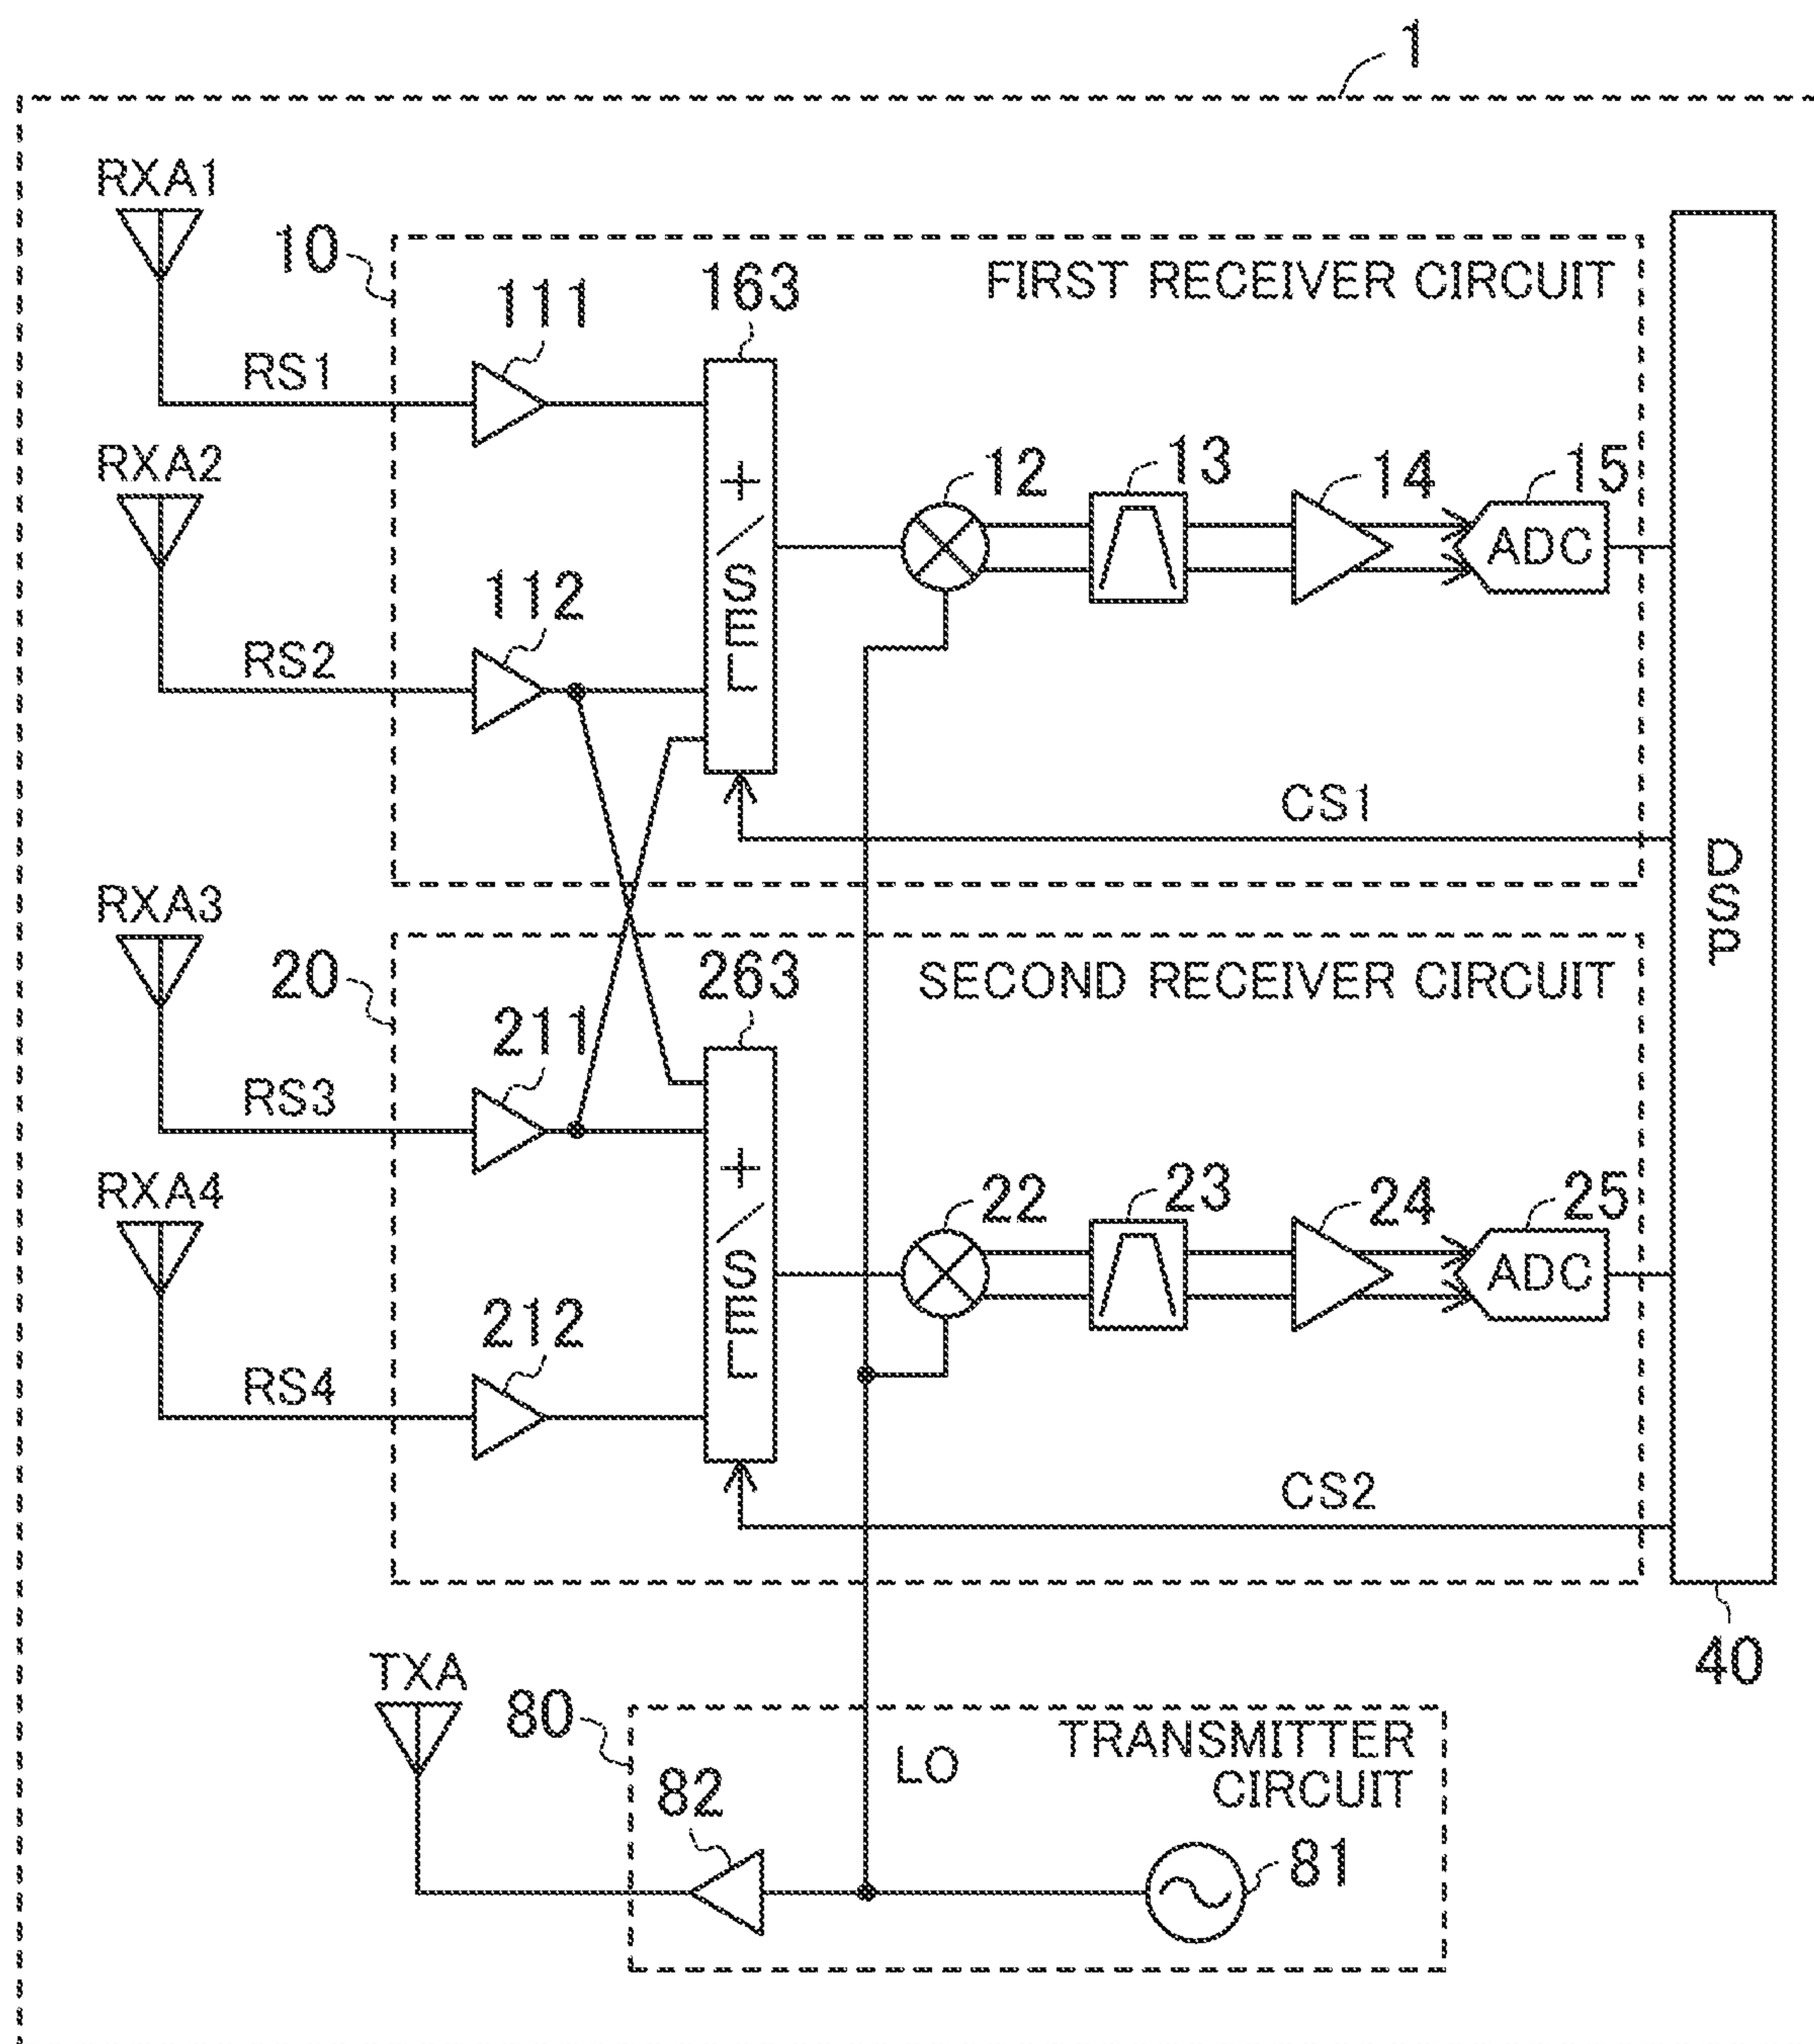 1
RXA1
10
FIRST RECEIVER CIRCUIT
111
163
RS1
RXA2
12
13
14
15
+/SEL
ADC
112
RS2
CS1
DSP
RXA3
20
SECOND RECEIVER CIRCUIT
263
211
RS3
RXA4
22
23
24
25
+/SEL
ADC
212
RS4
CS2
40
TXA
80
TRANSMITTER
CIRCUIT
LO
82
81